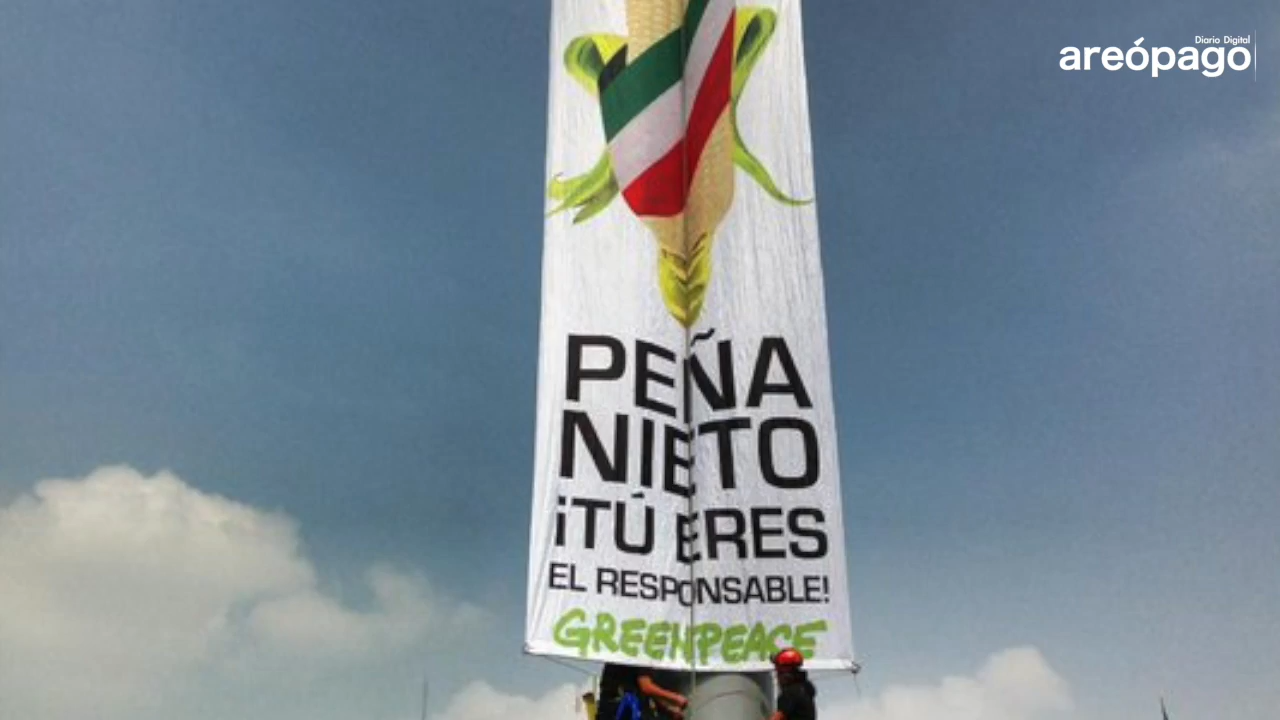 Diario Digital
areópago
PEÑA
NIETO
¡TÚ ERES
EL RESPONSABLE!
GREENPEACE